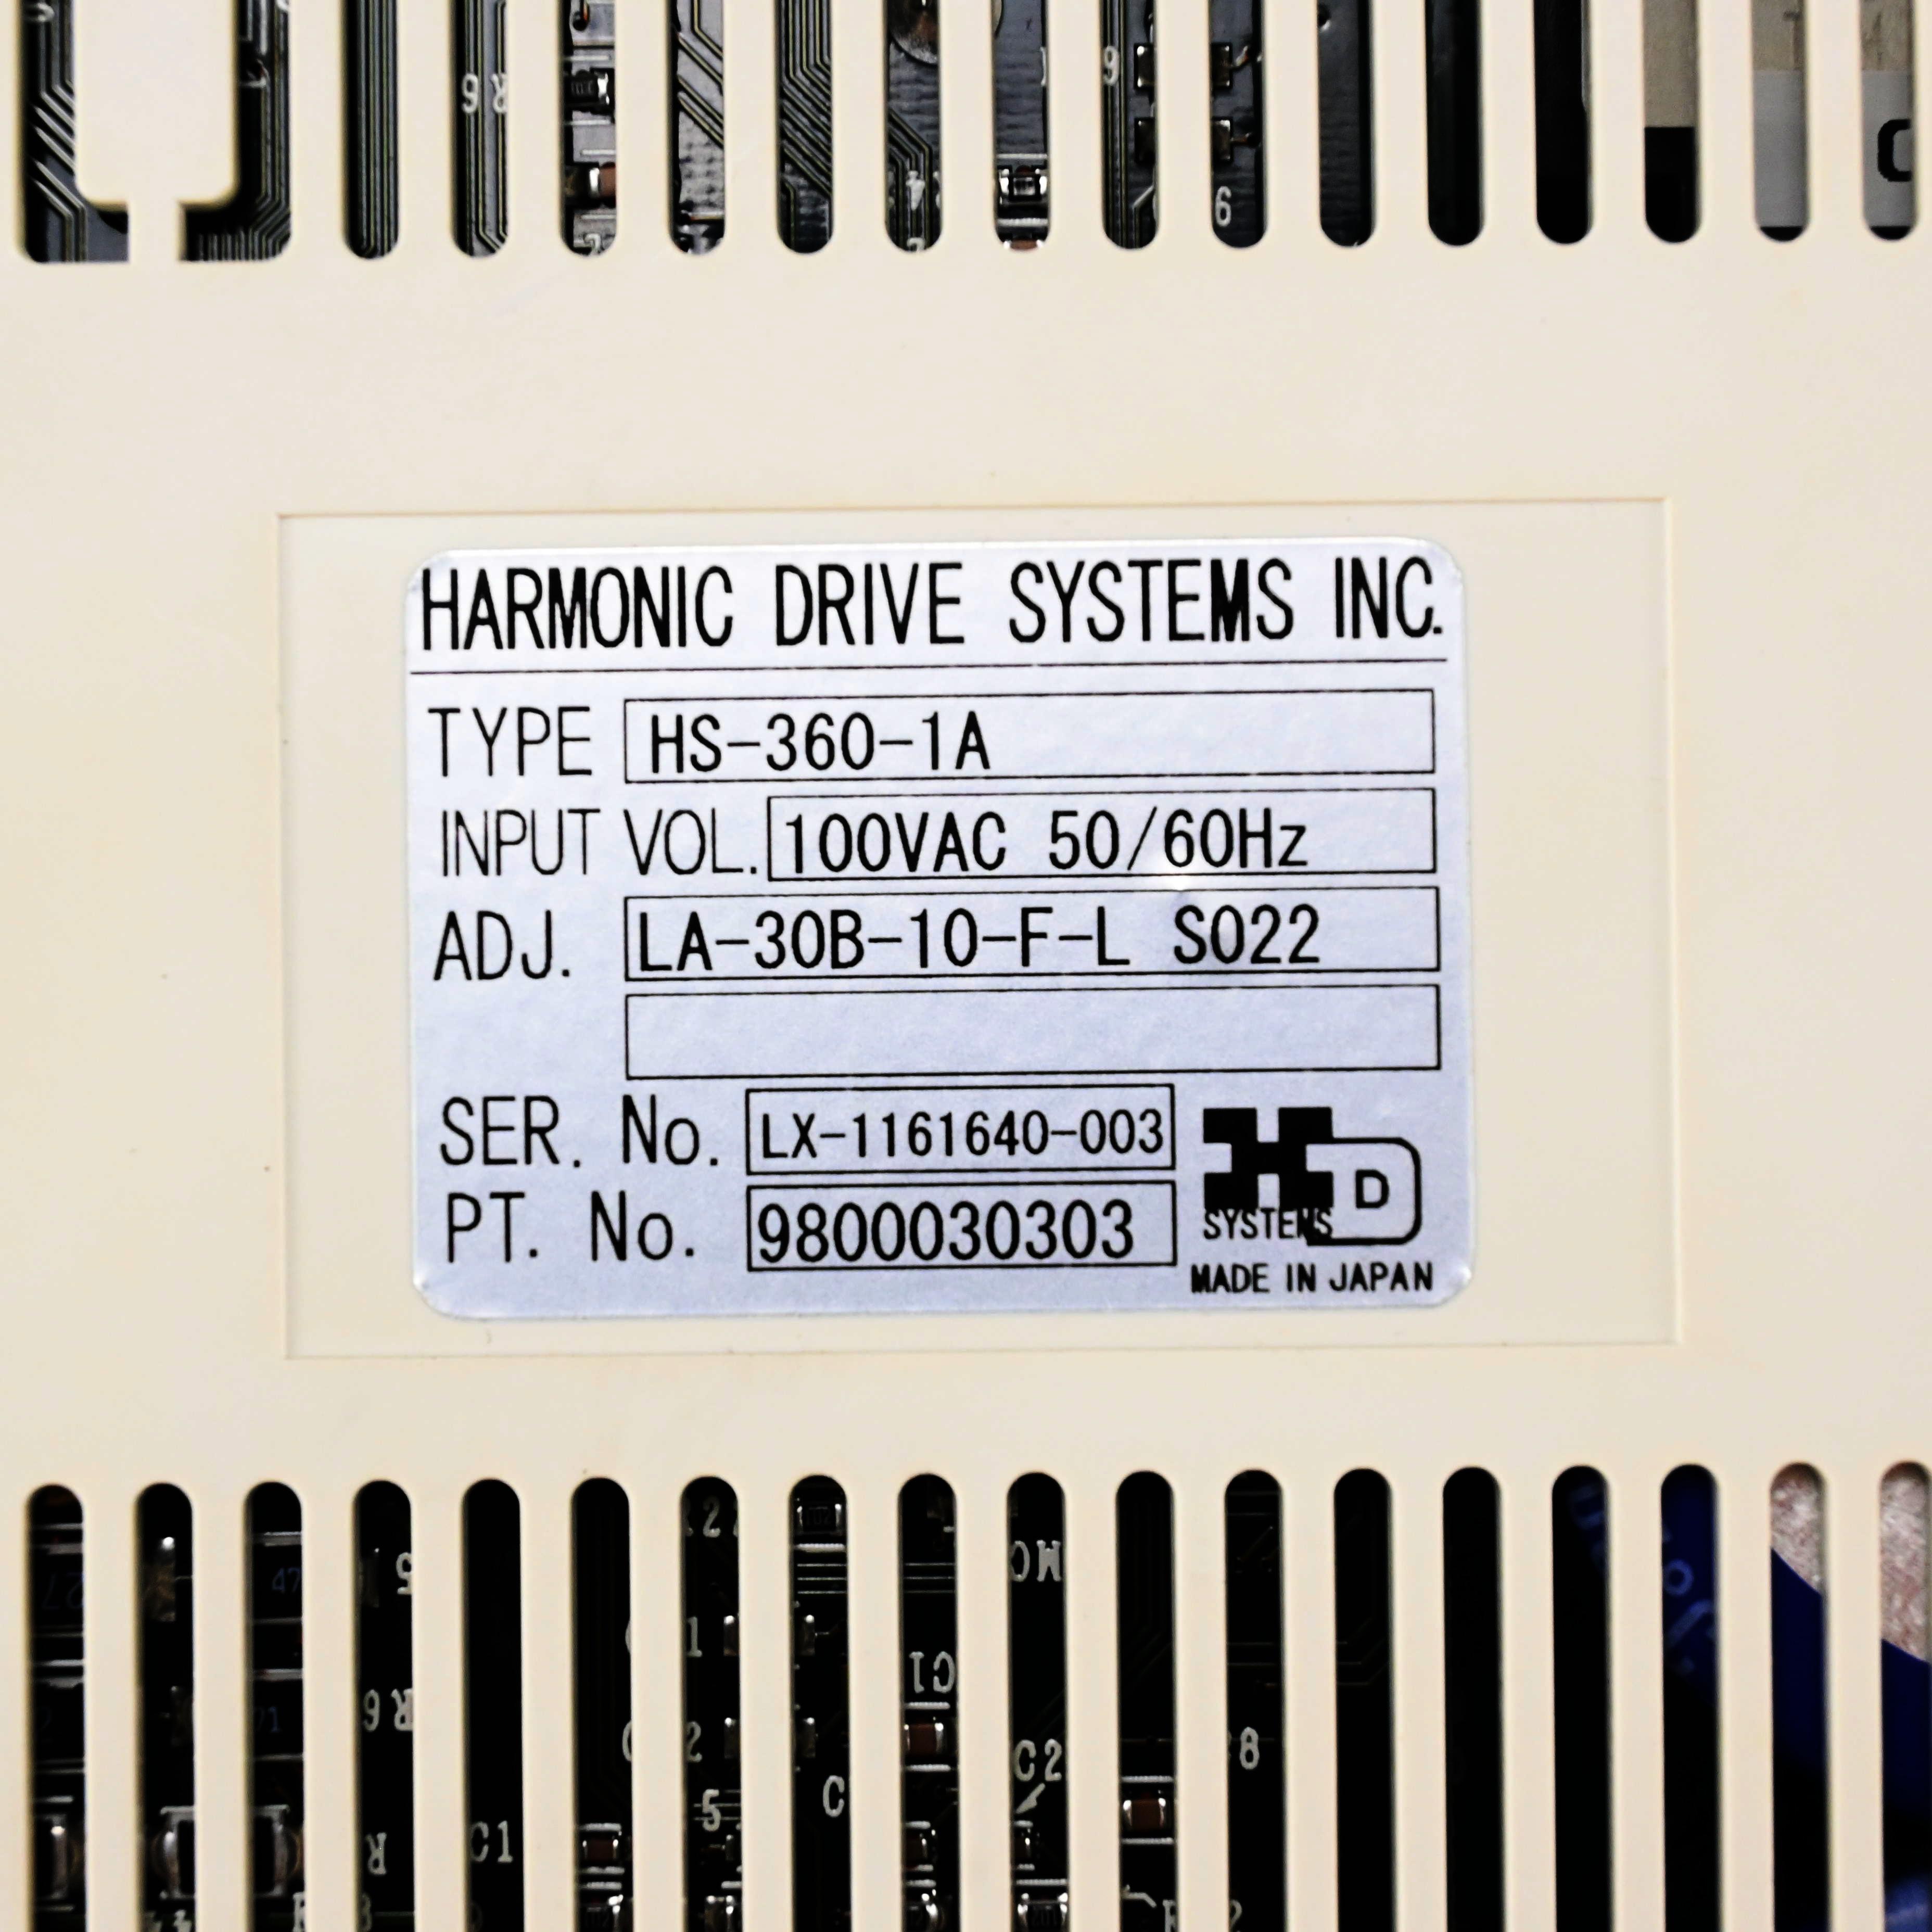 HARMONIC DRIVE SYSTEMS INC.
TYPE HS-360-1A
INPUT VOL. 100VAC 50/60Hz
ADJ. LA-30B-10-F-L S022
SER. No. LX-1161640-003
PT. No. 9800030303
H D
SYSTEMS
MADE IN JAPAN